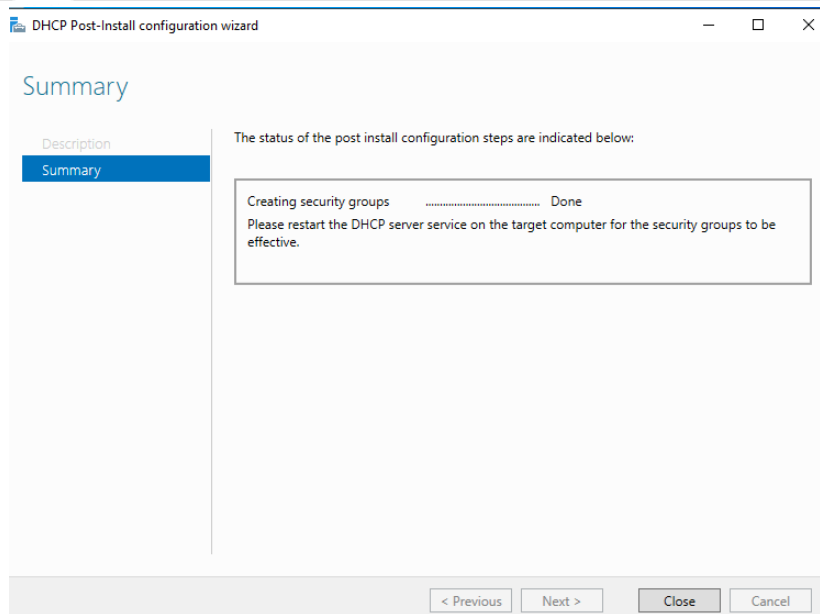 DHCP Post-Install configuration wizard
Summary
Description
Summary
The status of the post install configuration steps are indicated below:
Creating security groups ........................................ Done
Please restart the DHCP server service on the target computer for the security groups to be
effective.
< Previous
Next >
Close
Cancel